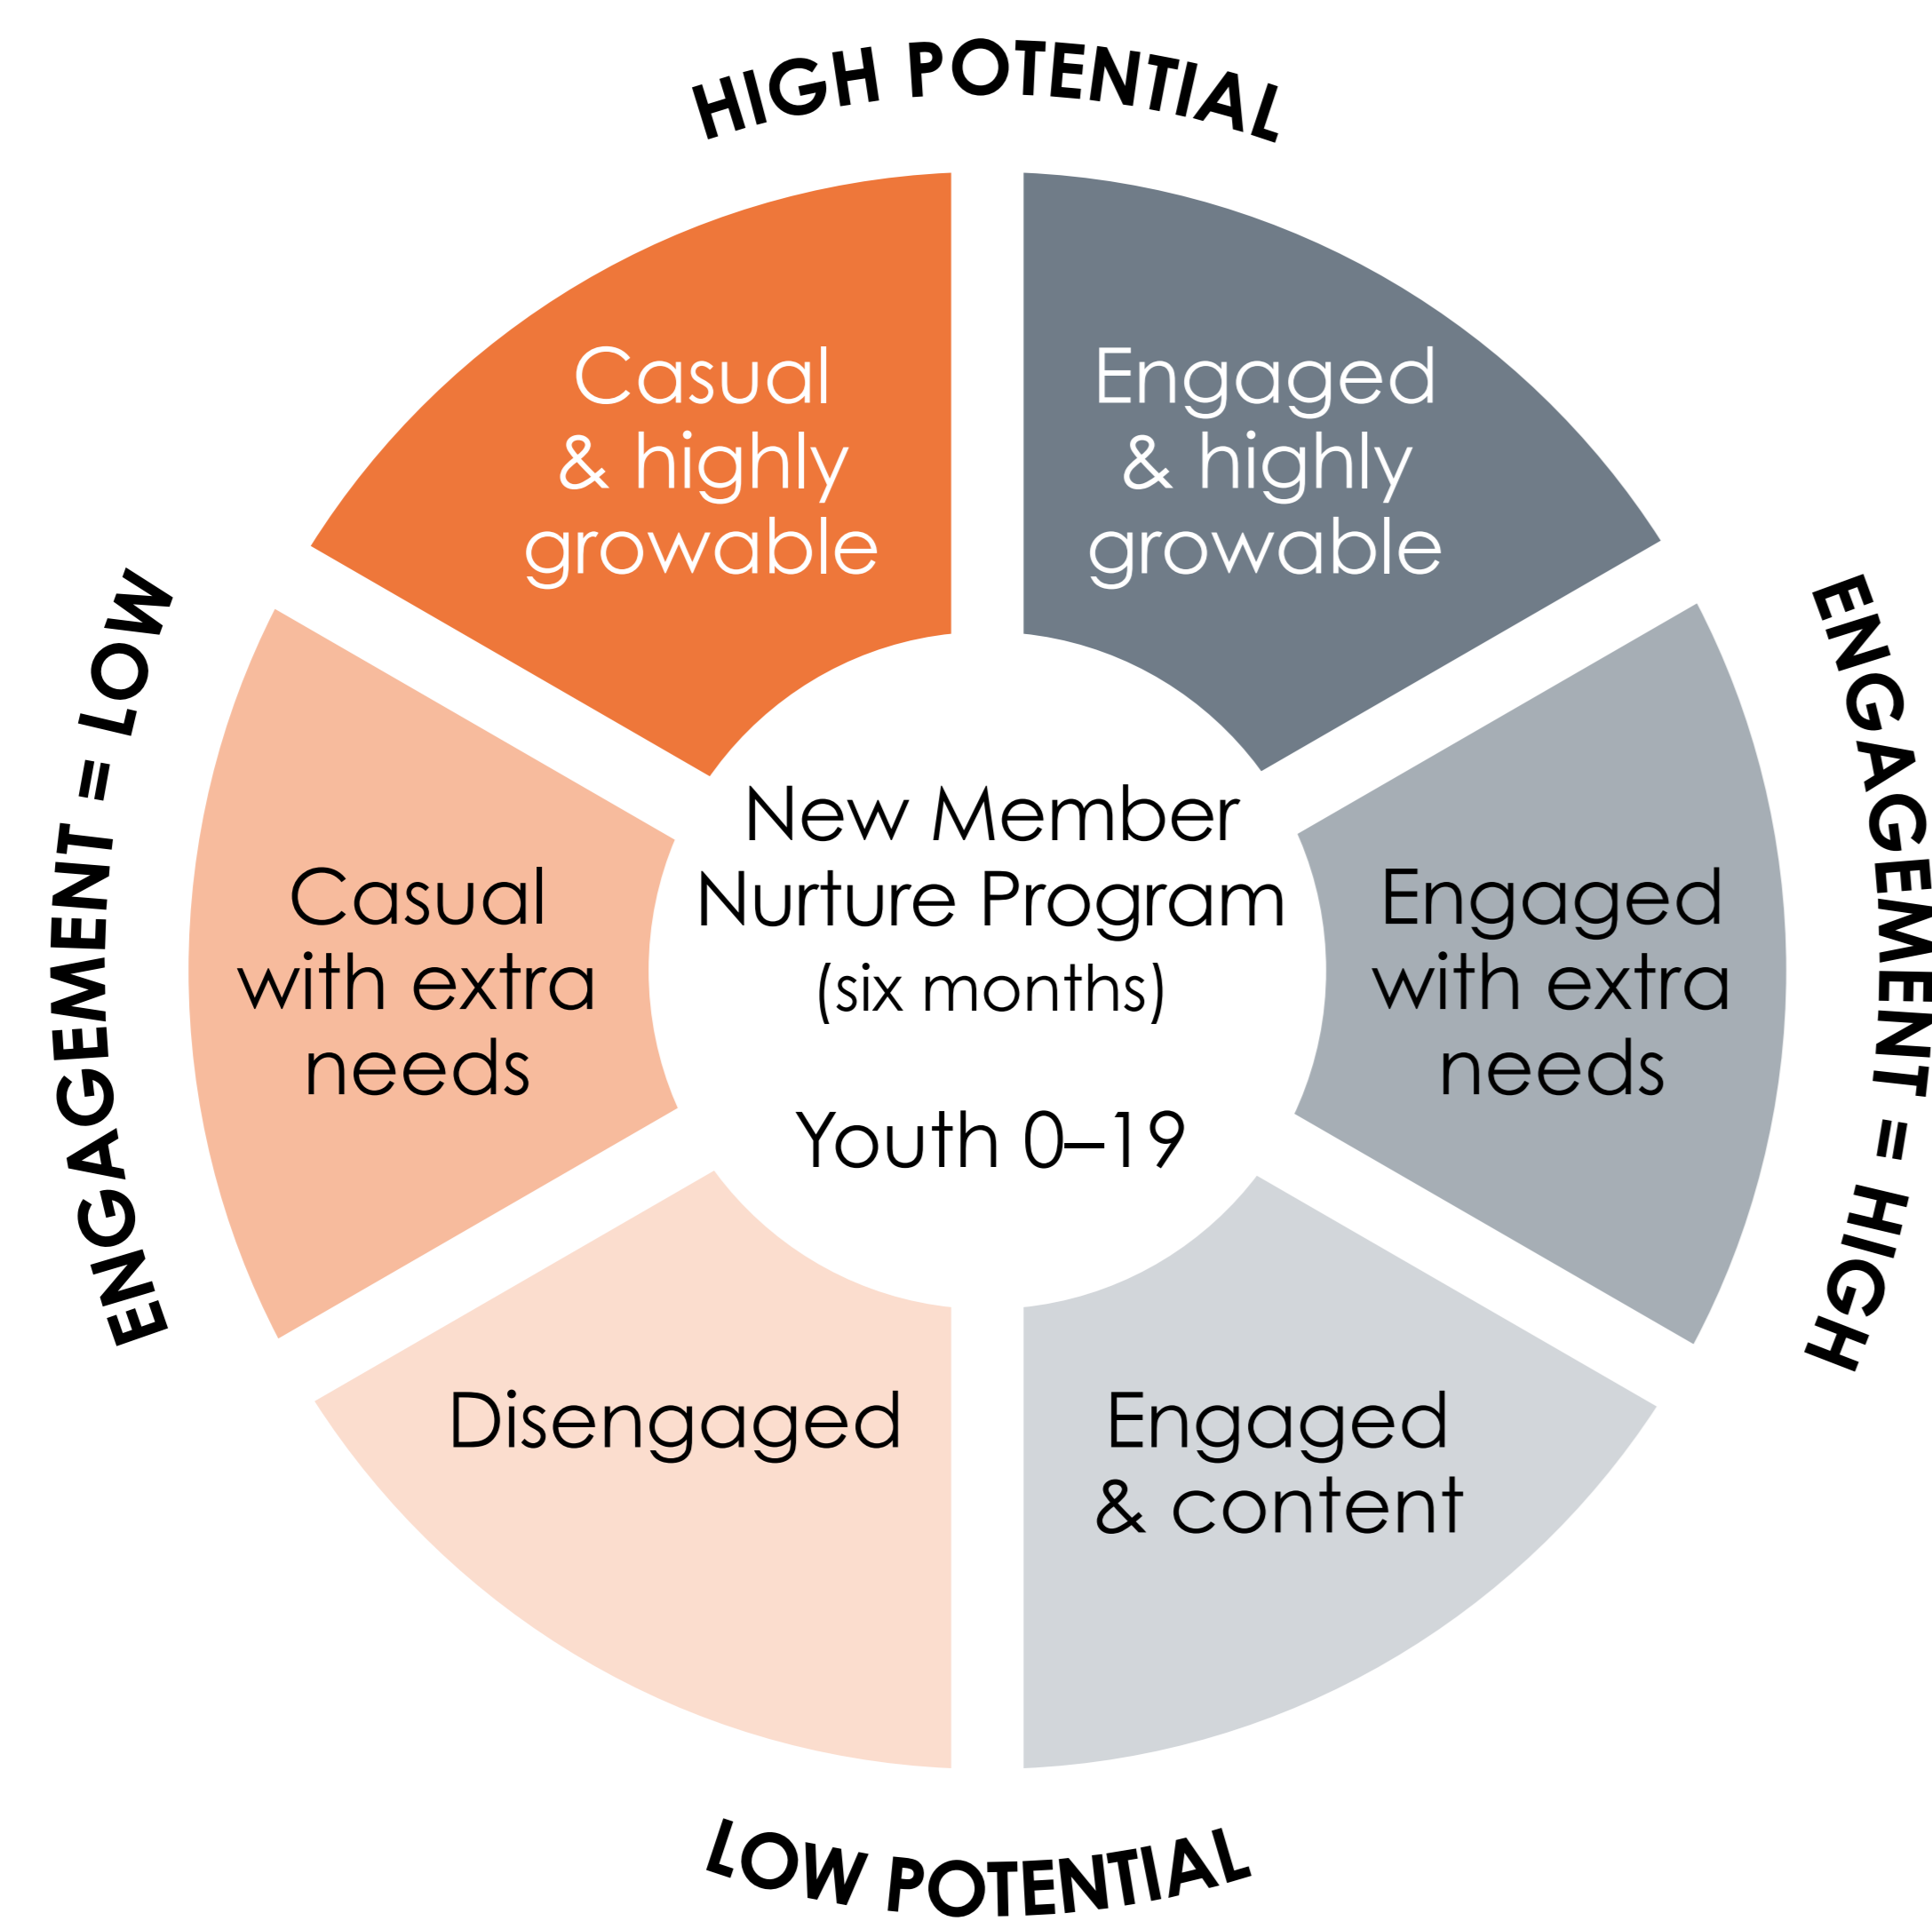 HIGH POTENTIAL
Casual
& highly
growable
Engaged
& highly
growable
ENGAGEMENT = LOW
ENGAGEMENT = HIGH
Casual
with extra
needs
New Member
Nurture Program
(six months)
Youth 0–19
Engaged
with extra
needs
Disengaged
Engaged
& content
LOW POTENTIAL